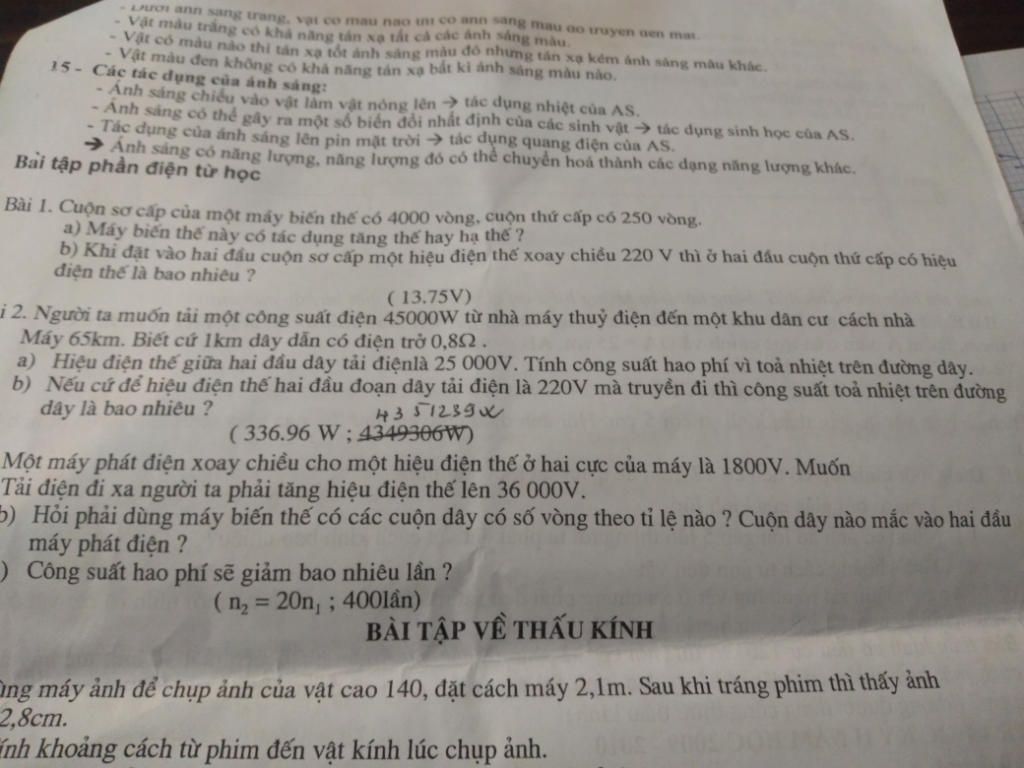 - Dưới ánh sáng trắng, vật có màu nào thì có ánh sáng màu đó truyền đến mắt.
- Vật màu trắng có khả năng tán xạ tất cả các ánh sáng màu.
- Vật có màu nào thì tán xạ tốt ánh sáng màu đó nhưng tán xạ kém ánh sáng màu khác.
- Vật màu đen không có khả năng tán xạ bất kì ánh sáng màu nào.
15 - Các tác dụng của ánh sáng:
- Ánh sáng chiếu vào vật làm vật nóng lên → tác dụng nhiệt của AS.
- Ánh sáng có thể gây ra một số biến đổi nhất định của các sinh vật → tác dụng sinh học của AS.
- Tác dụng của ánh sáng lên pin mặt trời → tác dụng quang điện của AS.
➔ Ánh sáng có năng lượng, năng lượng đó có thể chuyển hoá thành các dạng năng lượng khác.
Bài tập phần điện từ học
Bài 1. Cuộn sơ cấp của một máy biến thế có 4000 vòng, cuộn thứ cấp có 250 vòng.
a) Máy biến thế này có tác dụng tăng thế hay hạ thế ?
b) Khi đặt vào hai đầu cuộn sơ cấp một hiệu điện thế xoay chiều 220 V thì ở hai đầu cuộn thứ cấp có hiệu
điện thế là bao nhiêu ?
( 13.75V)
i 2. Người ta muốn tải một công suất điện 45000W từ nhà máy thuỷ điện đến một khu dân cư cách nhà
Máy 65km. Biết cứ 1km dây dẫn có điện trở 0,8Ω .
a) Hiệu điện thế giữa hai đầu dây tải điệnlà 25 000V. Tính công suất hao phí vì toả nhiệt trên đường dây.
b) Nếu cứ để hiệu điện thế hai đầu đoạn dây tải điện là 220V mà truyền đi thì công suất toả nhiệt trên đường
dây là bao nhiêu ?
4351239W
( 336.96 W ; 4349306W)
Một máy phát điện xoay chiều cho một hiệu điện thế ở hai cực của máy là 1800V. Muốn
Tải điện đi xa người ta phải tăng hiệu điện thế lên 36 000V.
b) Hỏi phải dùng máy biến thế có các cuộn dây có số vòng theo tỉ lệ nào ? Cuộn dây nào mắc vào hai đầu
máy phát điện ?
) Công suất hao phí sẽ giảm bao nhiêu lần ?
( n₂ = 20n₁ ; 400lần)
BÀI TẬP VỀ THẤU KÍNH
ùng máy ảnh để chụp ảnh của vật cao 140, đặt cách máy 2,1m. Sau khi tráng phim thì thấy ảnh
2,8cm.
ính khoảng cách từ phim đến vật kính lúc chụp ảnh.